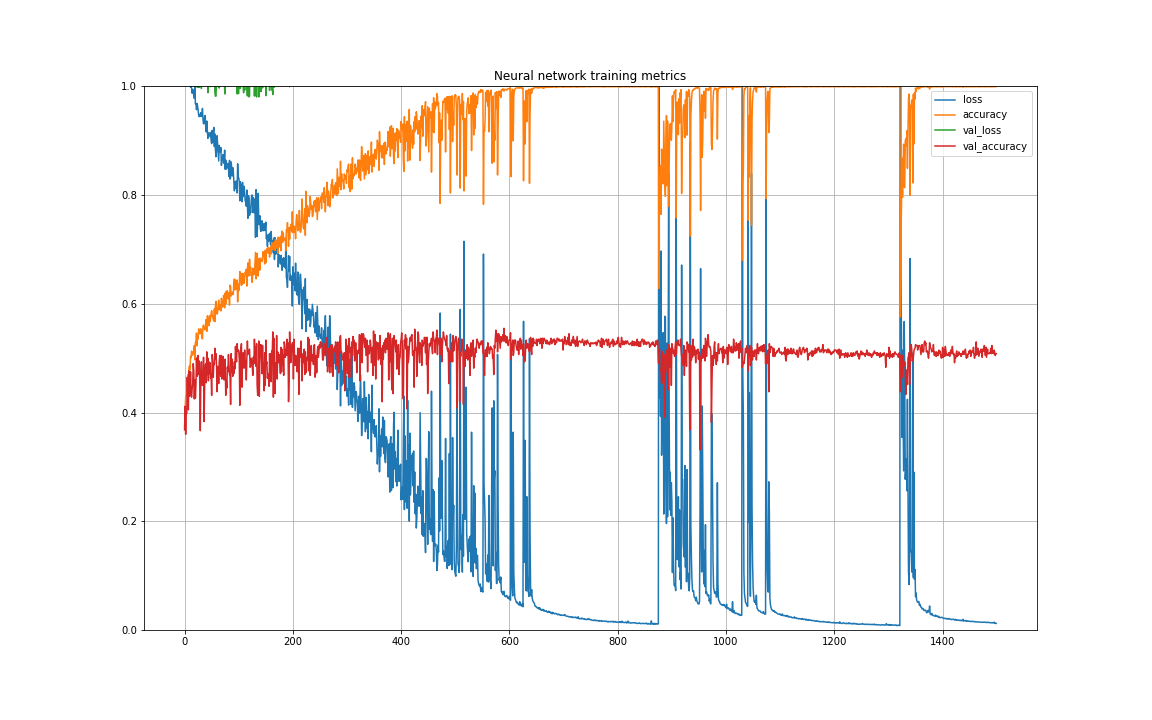 Neural network training metrics
1.0
0.8
0.6
0.4
0.2
0.0
0 200 400 600 800 1000 1200 1400
loss
accuracy
val_loss
val_accuracy